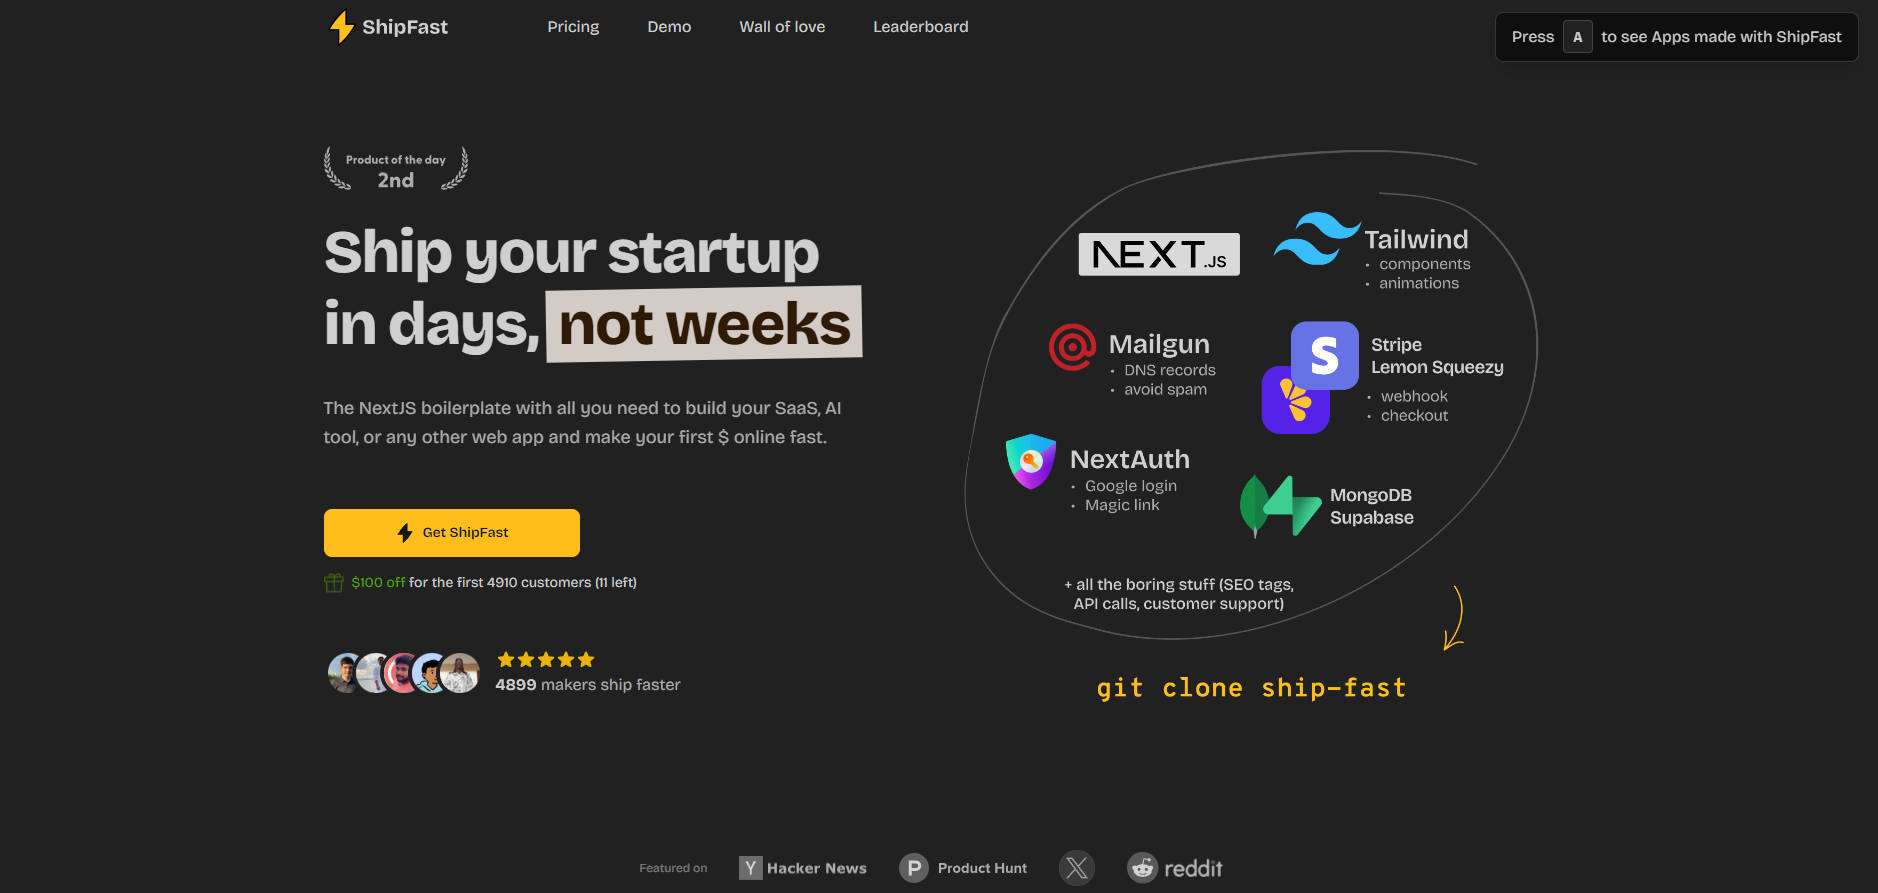 ShipFast
Pricing
Demo
Wall of love
Leaderboard
Press A to see Apps made with ShipFast
Product of the day
2nd
Ship your startup
in days, not weeks
The NextJS boilerplate with all you need to build your SaaS, AI
tool, or any other web app and make your first $ online fast.
Get ShipFast
$100 off for the first 4910 customers (11 left)
4899 makers ship faster
NEXT.JS
Tailwind
• components
• animations
Mailgun
• DNS records
• avoid spam
S
Stripe
Lemon Squeezy
• webhook
• checkout
NextAuth
• Google login
• Magic link
MongoDB
Supabase
+ all the boring stuff (SEO tags,
API calls, customer support)
git clone ship-fast
Featured on
Y Hacker News
P Product Hunt
X
reddit